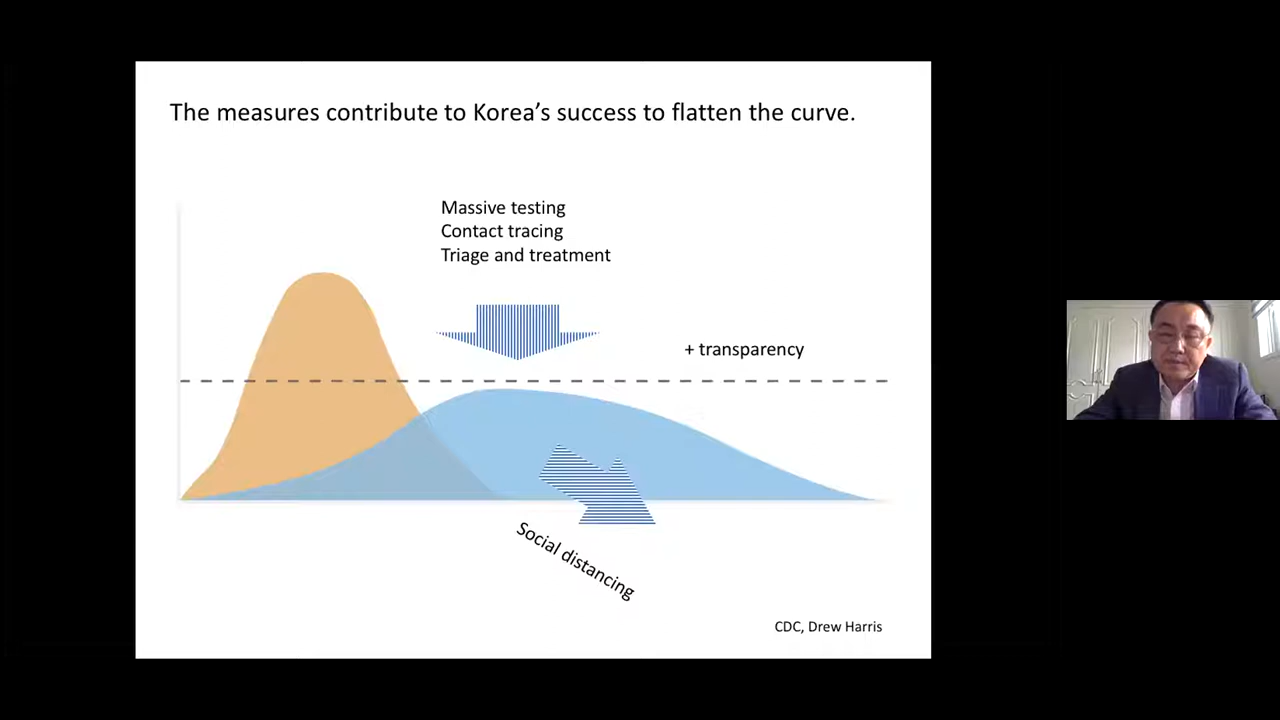 The measures contribute to Korea's success to flatten the curve.
Massive testing
Contact tracing
Triage and treatment
+ transparency
Social distancing
CDC, Drew Harris